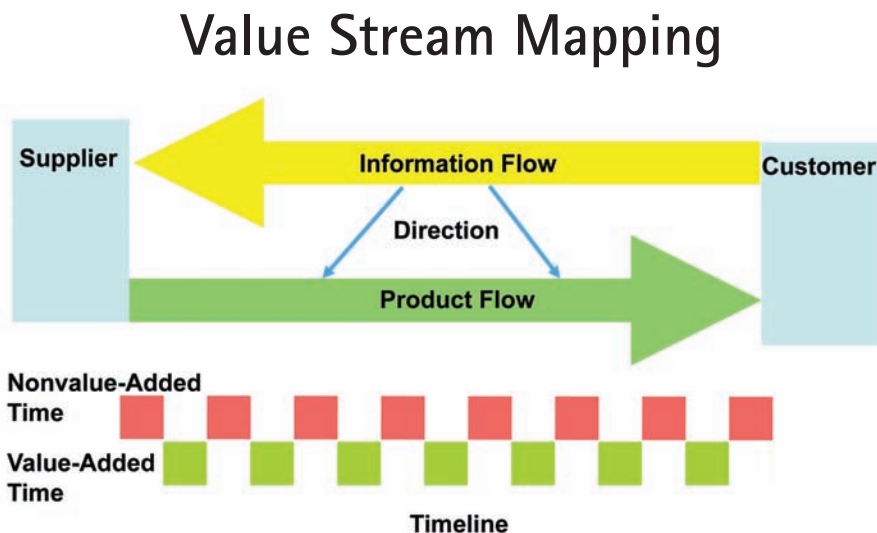 Value Stream Mapping
Supplier
Information Flow
Customer
Direction
Product Flow
Nonvalue-Added
Time
Value-Added
Time
Timeline